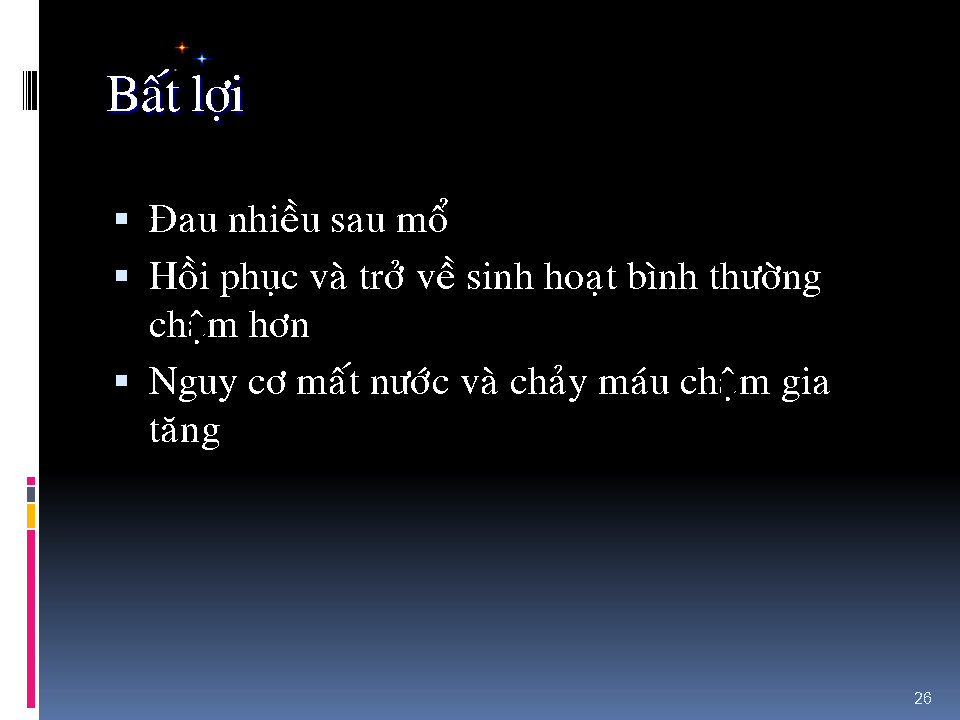 Bất lợi
▪ Đau nhiều sau mổ
▪ Hồi phục và trở về sinh hoạt bình thường
chậm hơn
▪ Nguy cơ mất nước và chảy máu chậm gia
tăng
26